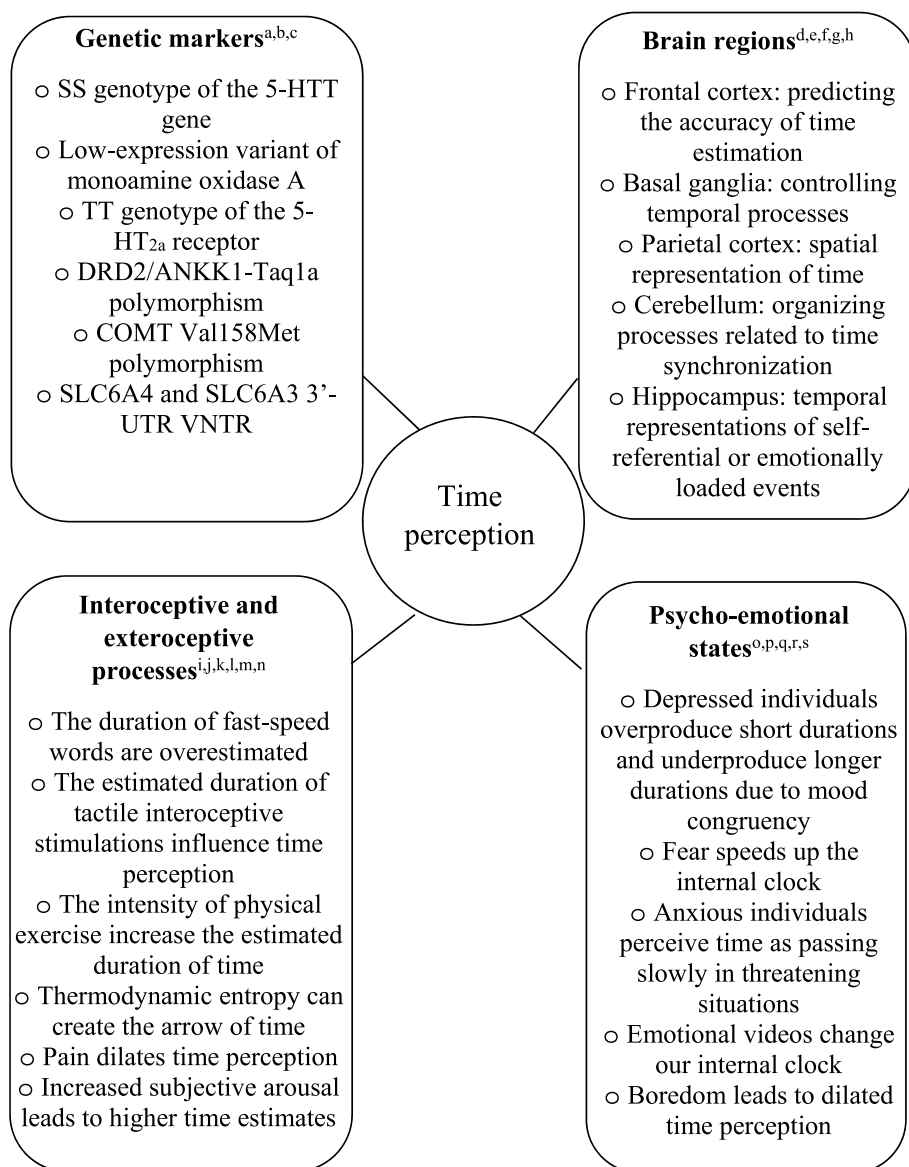 Genetic markersa,b,c
○ SS genotype of the 5-HTT
gene
○ Low-expression variant of
monoamine oxidase A
○ TT genotype of the 5-
HT2a receptor
○ DRD2/ANKK1-Taq1a
polymorphism
○ COMT Val158Met
polymorphism
○ SLC6A4 and SLC6A3 3’-
UTR VNTR
Brain regionsd,e,f,g,h
○ Frontal cortex: predicting
the accuracy of time
estimation
○ Basal ganglia: controlling
temporal processes
○ Parietal cortex: spatial
representation of time
○ Cerebellum: organizing
processes related to time
synchronization
○ Hippocampus: temporal
representations of self-
referential or emotionally
loaded events
Time
perception
Interoceptive and
exteroceptive
processesi,j,k,l,m,n
○ The duration of fast-speed
words are overestimated
○ The estimated duration of
tactile interoceptive
stimulations influence time
perception
○ The intensity of physical
exercise increase the estimated
duration of time
○ Thermodynamic entropy can
create the arrow of time
○ Pain dilates time perception
○ Increased subjective arousal
leads to higher time estimates
Psycho-emotional
stateso,p,q,r,s
○ Depressed individuals
overproduce short durations
and underproduce longer
durations due to mood
congruency
○ Fear speeds up the
internal clock
○ Anxious individuals
perceive time as passing
slowly in threatening
situations
○ Emotional videos change
our internal clock
○ Boredom leads to dilated
time perception